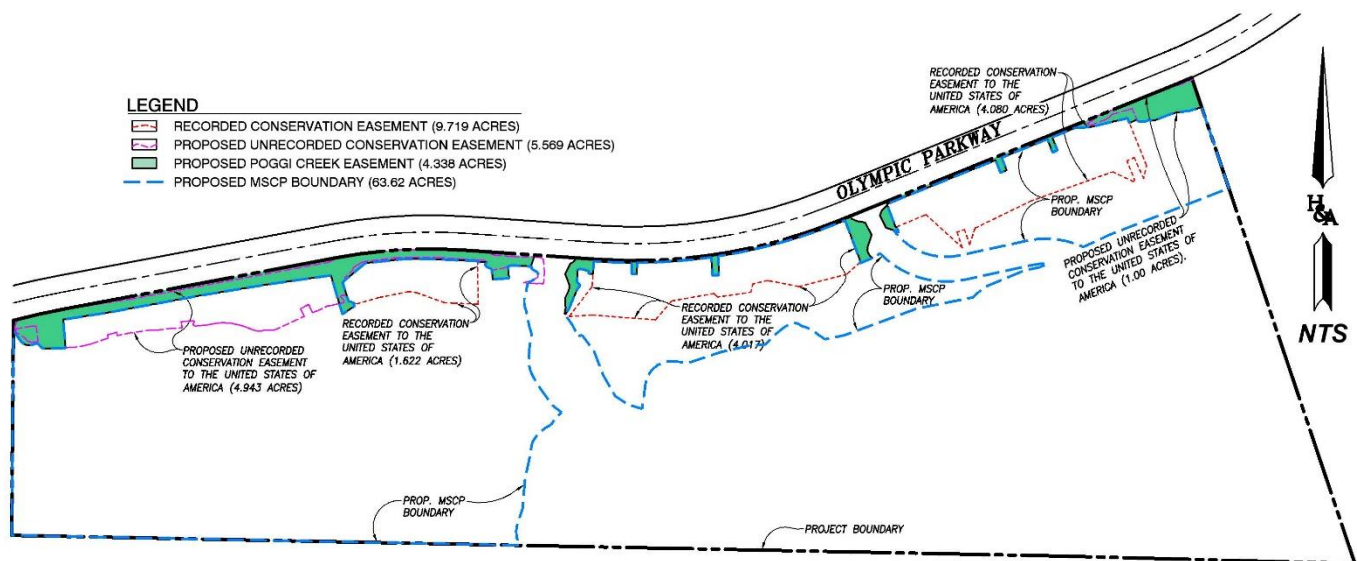 LEGEND
RECORDED CONSERVATION EASEMENT (9.719 ACRES)
PROPOSED UNRECORDED CONSERVATION EASEMENT (5.569 ACRES)
PROPOSED POGGI CREEK EASEMENT (4.338 ACRES)
PROPOSED MSCP BOUNDARY (63.62 ACRES)
RECORDED CONSERVATION
EASEMENT TO THE
UNITED STATES OF
AMERICA (4.080 ACRES)
OLYMPIC PARKWAY
PROP. MSCP
BOUNDARY
H&A
NTS
PROPOSED UNRECORDED
CONSERVATION EASEMENT
TO THE UNITED STATES OF
AMERICA (1.00 ACRES).
PROP. MSCP
BOUNDARY
RECORDED CONSERVATION
EASEMENT TO THE
UNITED STATES OF
AMERICA (4.017)
RECORDED CONSERVATION
EASEMENT TO THE
UNITED STATES OF
AMERICA (1.622 ACRES)
PROPOSED UNRECORDED
CONSERVATION EASEMENT
TO THE UNITED STATES OF
AMERICA (4.943 ACRES)
PROP. MSCP
BOUNDARY
PROJECT BOUNDARY